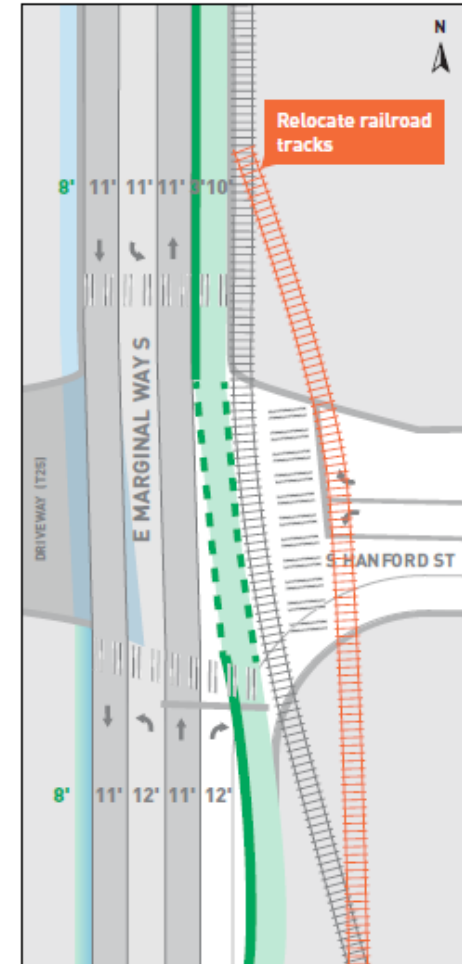 N
Relocate railroad
tracks
8' 11' 11' 11' 3' 10'
E MARGINAL WAY S
DRIVEWAY (T25)
S HANFORD ST
8' 11' 12' 11' 12'